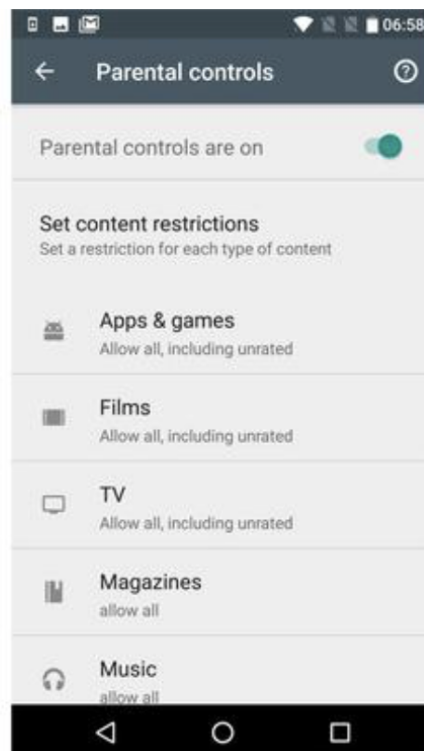 06:58
Parental controls
Parental controls are on
Set content restrictions
Set a restriction for each type of content
Apps & games
Allow all, including unrated
Films
Allow all, including unrated
TV
Allow all, including unrated
Magazines
allow all
Music
allow all